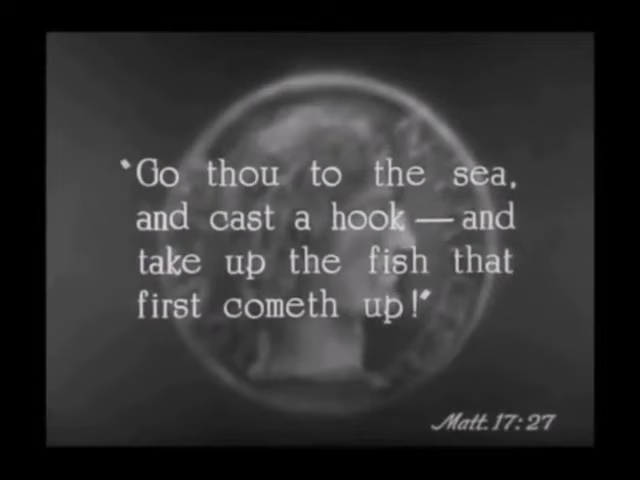 "Go thou to the sea,
and cast a hook — and
take up the fish that
first cometh up!"
Matt. 17:27